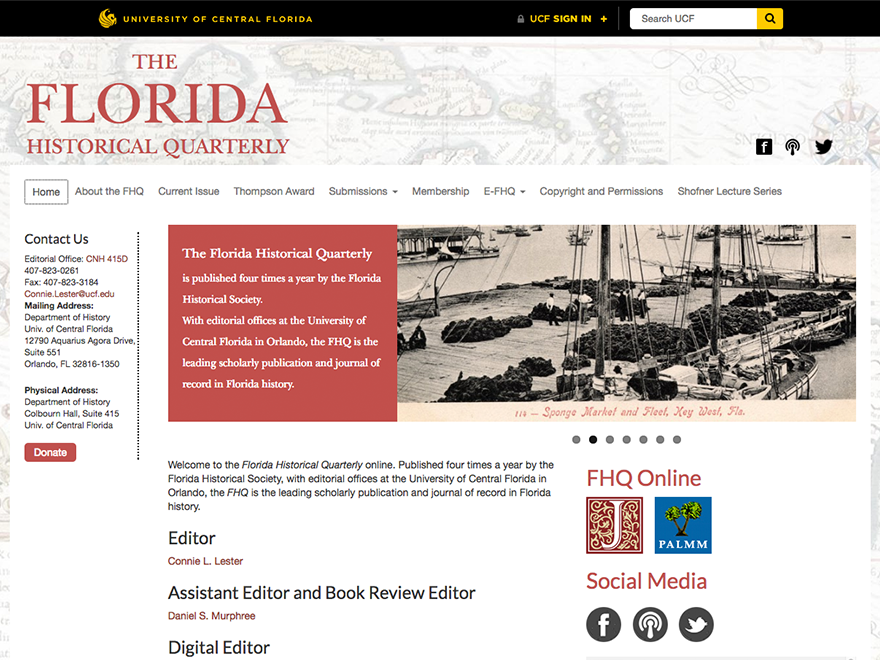 UNIVERSITY OF CENTRAL FLORIDA
UCF SIGN IN +
Search UCF
THE
FLORIDA
HISTORICAL QUARTERLY
Home
About the FHQ
Current Issue
Thompson Award
Submissions
Membership
E-FHQ
Copyright and Permissions
Shofner Lecture Series
Contact Us
Editorial Office: CNH 415D
407-823-0261
Fax: 407-823-3184
Connie.Lester@ucf.edu
Mailing Address:
Department of History
Univ. of Central Florida
12790 Aquarius Agora Drive,
Suite 551
Orlando, FL 32816-1350
Physical Address:
Department of History
Colbourn Hall, Suite 415
Univ. of Central Florida
Donate
The Florida Historical Quarterly
is published four times a year by the Florida
Historical Society.
With editorial offices at the University of
Central Florida in Orlando, the FHQ is the
leading scholarly publication and journal of
record in Florida history.
114 — Sponge Market and Fleet, Key West, Fla.
Welcome to the Florida Historical Quarterly online. Published four times a year by the
Florida Historical Society, with editorial offices at the University of Central Florida in
Orlando, the FHQ is the leading scholarly publication and journal of record in Florida
history.
Editor
Connie L. Lester
Assistant Editor and Book Review Editor
Daniel S. Murphree
Digital Editor
FHQ Online
J
PALMM
Social Media